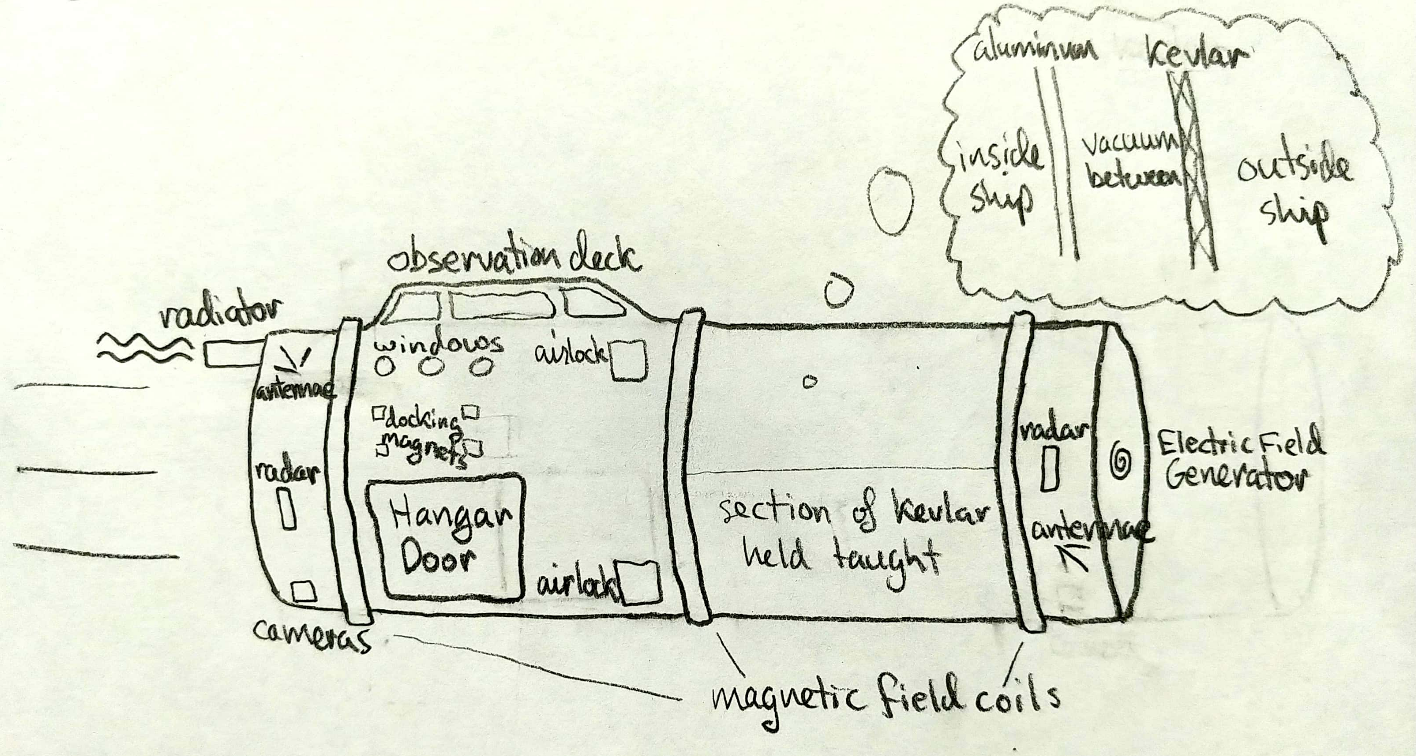 aluminum
kevlar
inside
ship
vacuum
between
outside
ship
observation deck
radiator
windows
airlock
antennae
docking
magnets
radar
Hangar
Door
airlock
cameras
section of kevlar
held taught
radar
antennae
Electric Field
Generator
magnetic field coils